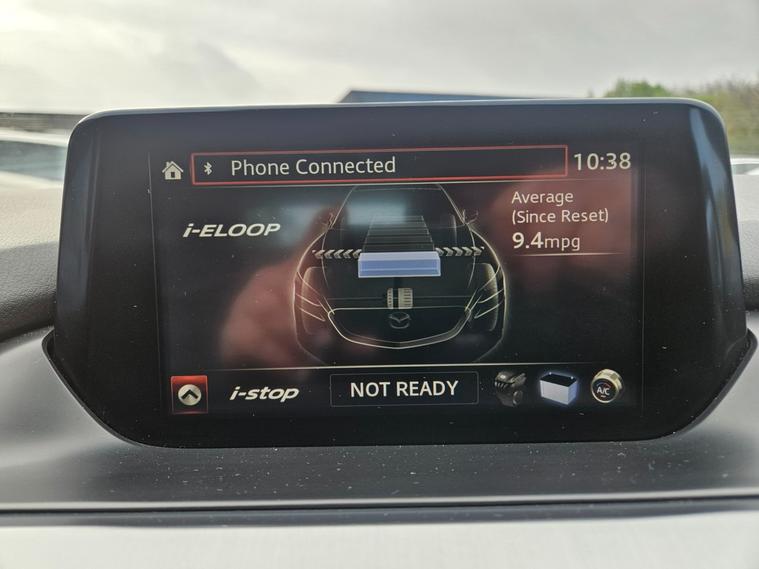 Phone Connected
10:38
i-ELOOP
Average
(Since Reset)
9.4mpg
i-stop
NOT READY
A/C